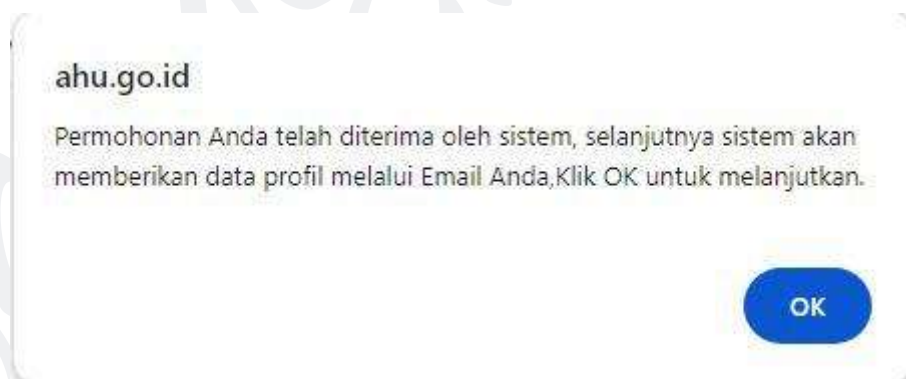 ahu.go.id
Permohonan Anda telah diterima oleh sistem, selanjutnya sistem akan
memberikan data profil melalui Email Anda,Klik OK untuk melanjutkan.
OK